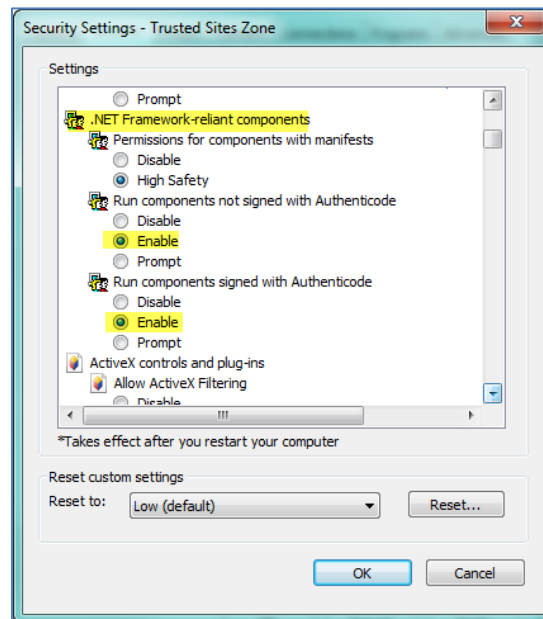 Security Settings - Trusted Sites Zone
Settings
Prompt
.NET Framework-reliant components
Permissions for components with manifests
Disable
High Safety
Run components not signed with Authenticode
Disable
Enable
Prompt
Run components signed with Authenticode
Disable
Enable
Prompt
ActiveX controls and plug-ins
Allow ActiveX Filtering
Disable
*Takes effect after you restart your computer
Reset custom settings
Reset to: Low (default) Reset...
OK Cancel